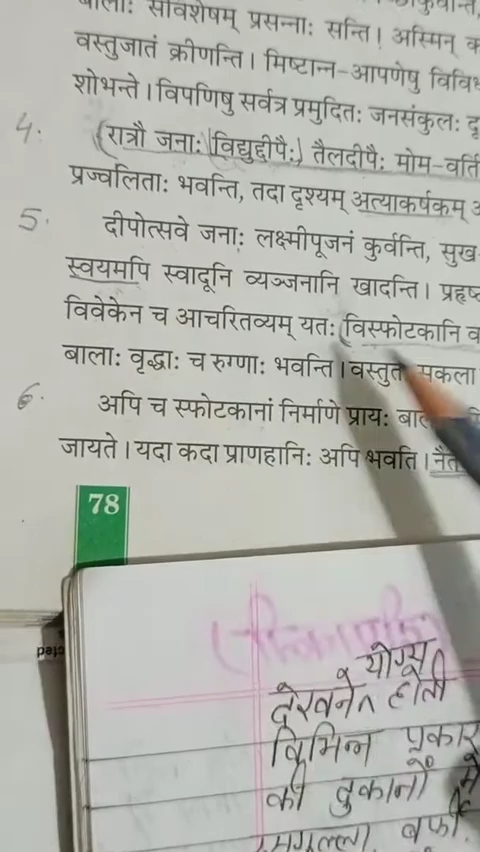 बालाः सविशेषम् प्रसन्नाः सन्ति। अस्मिन्
वस्तुजातं क्रीणन्ति। मिष्टान्न-आपणेषु
शोभन्ते। विपणिषु सर्वत्र प्रमुदितः जनसंकुलः
4. (रात्रौ जनाः (विद्युद्दीपैः) तैलदीपैः मोम-वर्ति
प्रज्वलिताः भवन्ति, तदा दृश्यम् अत्याकर्षकम्
5. दीपोत्सवे जनाः लक्ष्मीपूजनं कुर्वन्ति, सुख
स्वयमपि स्वादूनि व्यञ्जनानि खादन्ति।
विवेकेन च आचरितव्यम् यतः (विस्फोटकानि
बालाः वृद्धाः च रुग्णाः भवन्ति। सकला
6. अपि च स्फोटकानां निर्माणे प्रायः
जायते। यदा कदा प्राणहानिः अपि भवति।
78
योग्य
देखने होती
विभिन्न प्रकार
की दुकानों में